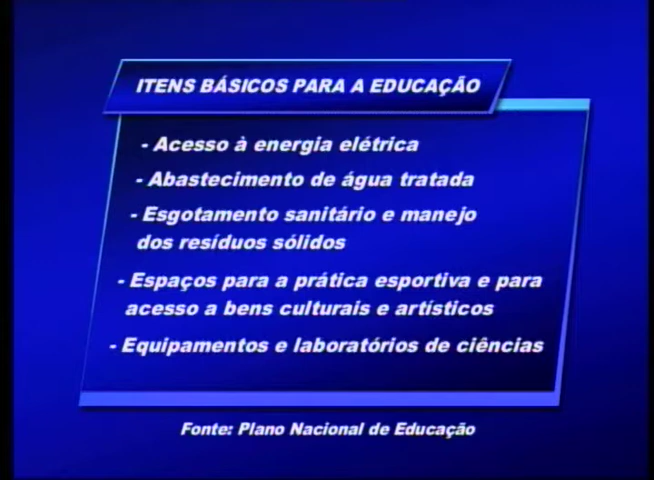 ITENS BÁSICOS PARA A EDUCAÇÃO
- Acesso à energia elétrica
- Abastecimento de água tratada
- Esgotamento sanitário e manejo
dos resíduos sólidos
- Espaços para a prática esportiva e para
acesso a bens culturais e artísticos
- Equipamentos e laboratórios de ciências
Fonte: Plano Nacional de Educação